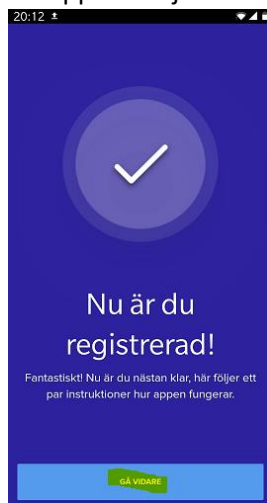 20:12
Nu är du
registrerad!
Fantastiskt! Nu är du nästan klar, här följer ett
par instruktioner hur appen fungerar.
GÅ VIDARE